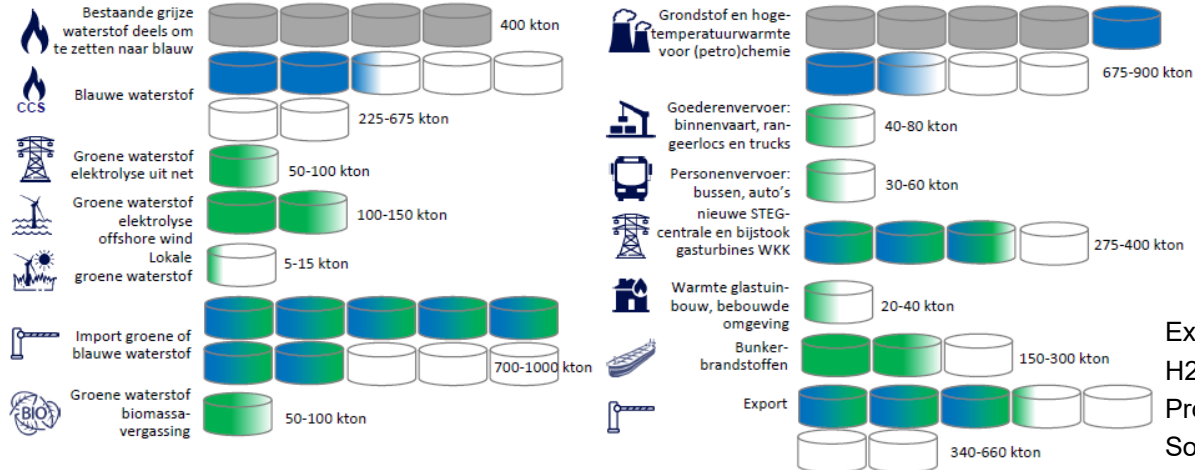 Bestaande grijze
waterstof deels om
te zetten naar blauw
400 kton
CCS
Blauwe waterstof
225-675 kton
Groene waterstof
elektrolyse uit net
50-100 kton
Groene waterstof
elektrolyse
offshore wind
100-150 kton
Lokale
groene waterstof
5-15 kton
Import groene of
blauwe waterstof
700-1000 kton
BIO
Groene waterstof
biomassa-
vergassing
50-100 kton
Grondstof en hoge-
temperatuurwarmte
voor (petro)chemie
675-900 kton
Goederenvervoer:
binnenvaart, ran-
geerlocs en trucks
40-80 kton
Personenvervoer:
bussen, auto's
30-60 kton
nieuwe STEG-
centrale en bijstook
gasturbines WKK
275-400 kton
Warmte glastuin-
bouw, bebouwde
omgeving
20-40 kton
Bunker-
brandstoffen
150-300 kton
Export
340-660 kton
Ex
H2
Pr
So